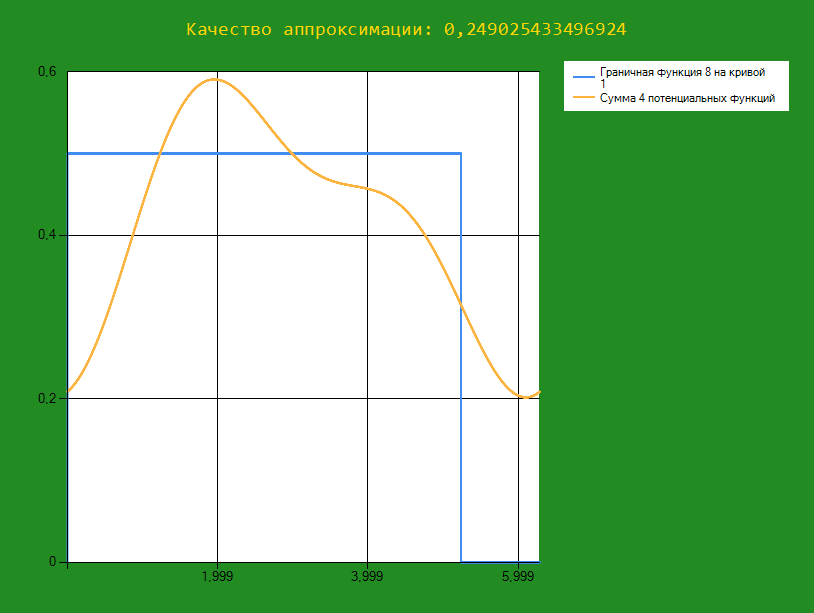 Качество аппроксимации: 0,249025433496924
Граничная функция 8 на кривой
1
Сумма 4 потенциальных функций
0,6
0,4
0,2
0
1,999
3,999
5,999